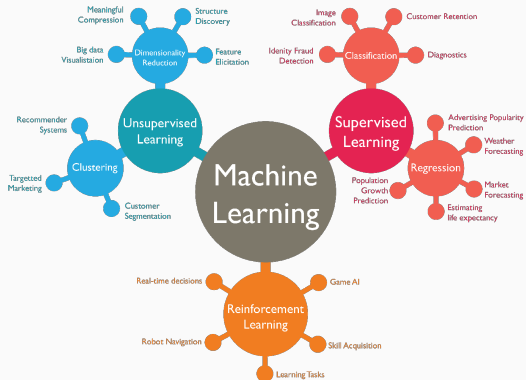 Meaningful
Compression
Structure
Discovery
Big data
Visualistaion
Dimensionality
Reduction
Feature
Elicitation
Unsupervised
Learning
Recommender
Systems
Clustering
Targetted
Marketing
Customer
Segmentation
Machine
Learning
Image
Classification
Customer Retention
Idenity Fraud
Detection
Classification
Diagnostics
Supervised
Learning
Advertising Popularity
Prediction
Weather
Forecasting
Regression
Population
Growth
Prediction
Market
Forecasting
Estimating
life expectancy
Real-time decisions
Game AI
Reinforcement
Learning
Robot Navigation
Skill Acquisition
Learning Tasks